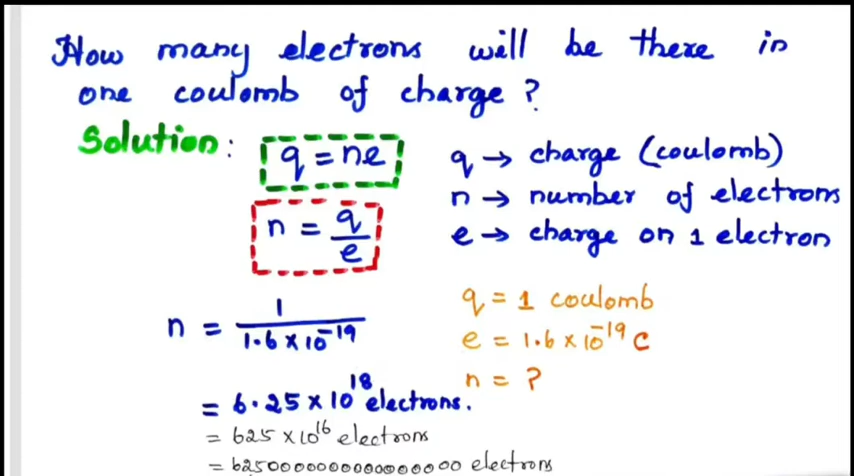 How many electrons will be there in
one coulomb of charge?
Solution:
q = ne
n = q/e
q → charge (coulomb)
n → number of electrons
e → charge on 1 electron
n = 1/(1.6 × 10⁻¹⁹)
q = 1 coulomb
e = 1.6 × 10⁻¹⁹ C
n = ?
= 6.25 × 10¹⁸ electrons.
= 625 × 10¹⁶ electrons
= 6250000000000000000 electrons